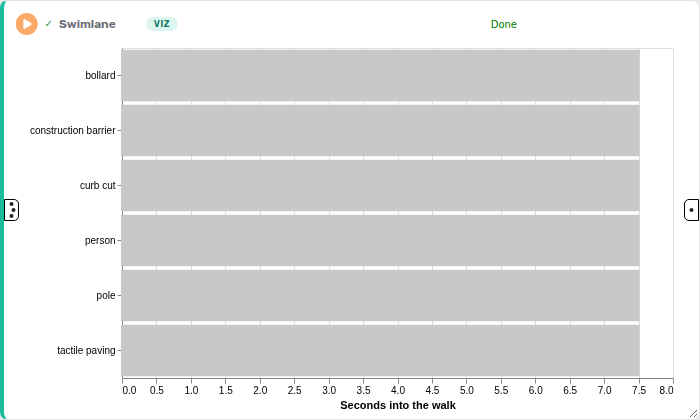 ✓ Swimlane VIZ Done
bollard
construction barrier
curb cut
person
pole
tactile paving
0.0 0.5 1.0 1.5 2.0 2.5 3.0 3.5 4.0 4.5 5.0 5.5 6.0 6.5 7.0 7.5 8.0
Seconds into the walk